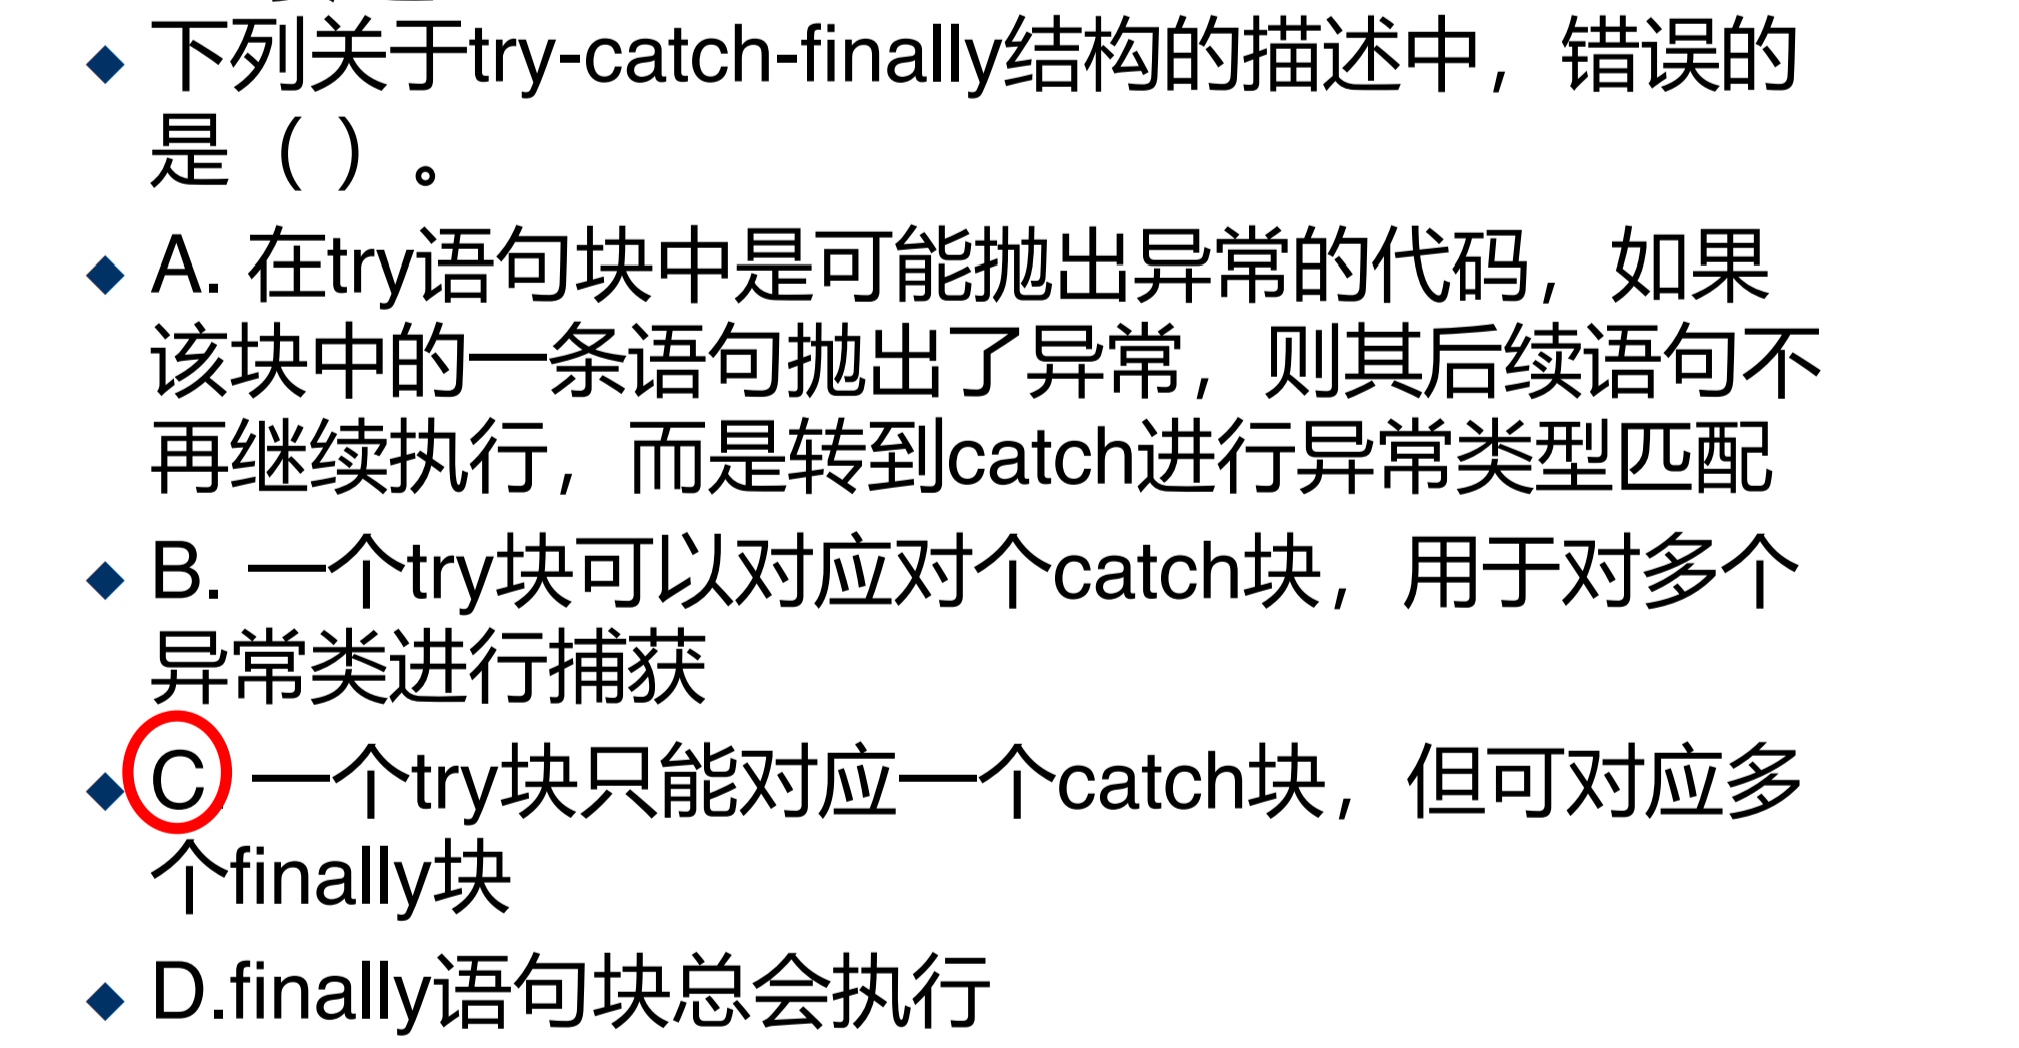 下列关于try-catch-finally结构的描述中，错误的
是（ ）。
A. 在try语句块中是可能抛出异常的代码，如果
该块中的一条语句抛出了异常，则其后续语句不
再继续执行，而是转到catch进行异常类型匹配
B. 一个try块可以对应对个catch块，用于对多个
异常类进行捕获
C. 一个try块只能对应一个catch块，但可对应多
个finally块
D.finally语句块总会执行